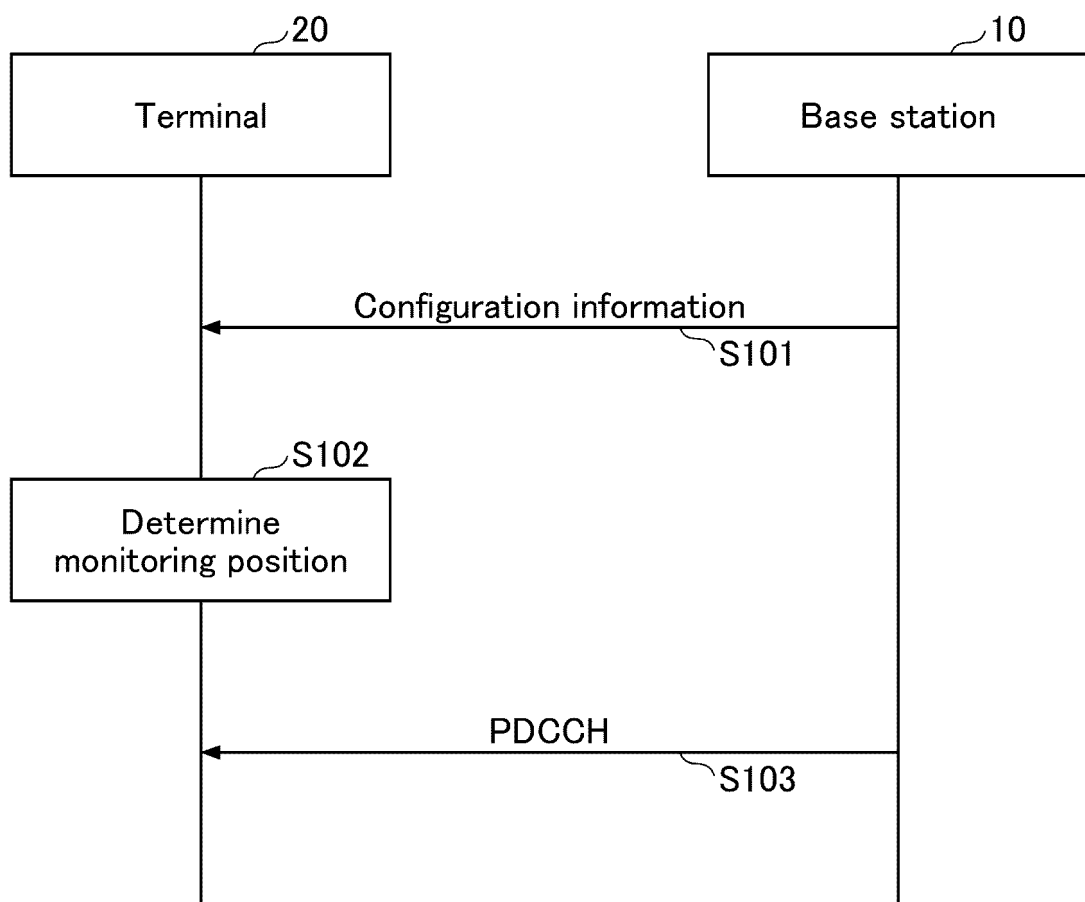 20
10
Terminal
Base station
Configuration information
S101
S102
Determine
monitoring position
PDCCH
S103